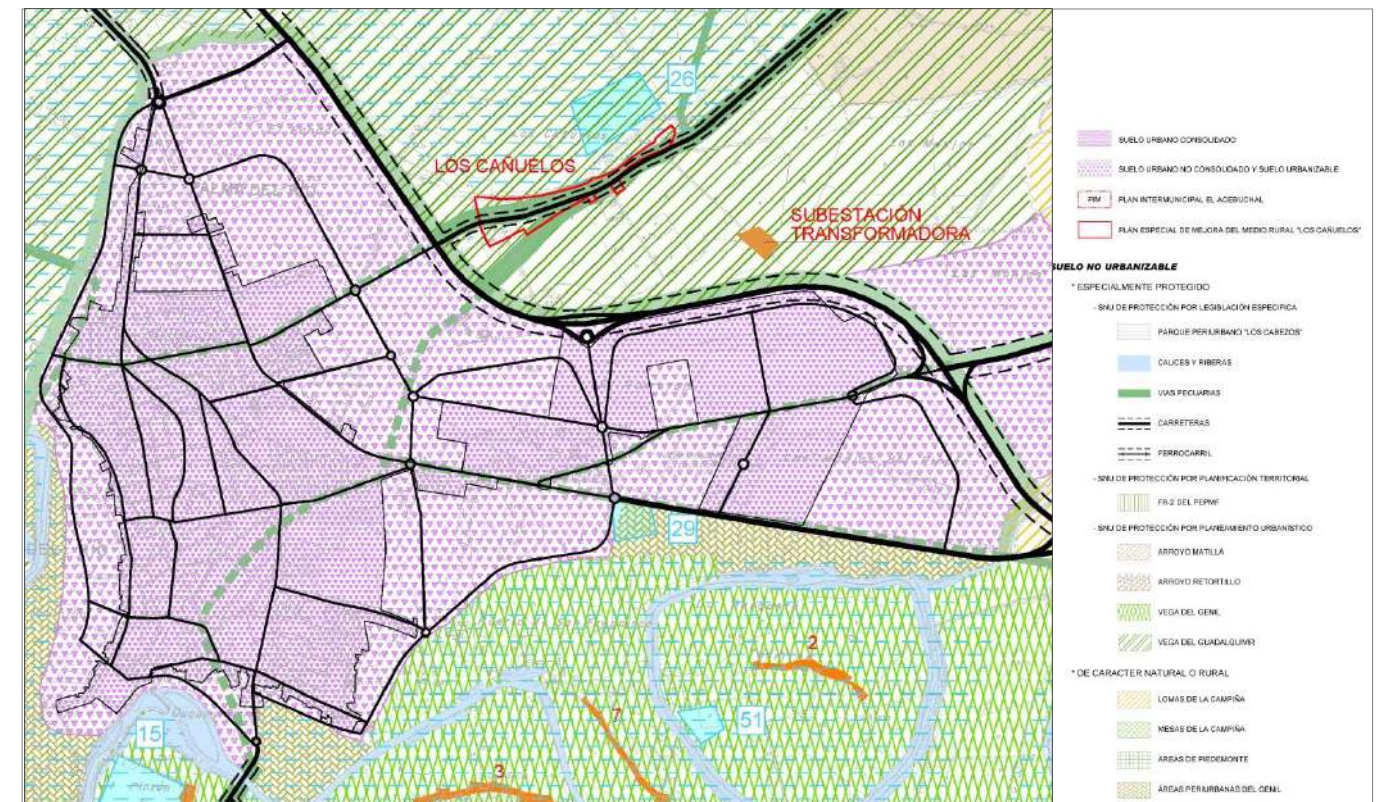 26
LOS CAÑUELOS
SUBESTACIÓN
TRANSFORMADORA
29
2
7
51
15
3
SUELO URBANO CONSOLIDADO
SUELO URBANO NO CONSOLIDADO Y SUELO URBANIZABLE
PIM PLAN INTERMUNICIPAL EL ACEBUCHAL
PLAN ESPECIAL DE MEJORA DEL MEDIO RURAL "LOS CAÑUELOS"
SUELO NO URBANIZABLE
* ESPECIALMENTE PROTEGIDO
- SNU DE PROTECCIÓN POR LEGISLACIÓN ESPECIFICA
PARQUE PERIURBANO "LOS CABEZOS"
CAUCES Y RIBERAS
VIAS PECUARIAS
CARRETERAS
FERROCARRIL
- SNU DE PROTECCIÓN POR PLANIFICACIÓN TERRITORIAL
FR-2 DEL PEPMF
- SNU DE PROTECCIÓN POR PLANEAMIENTO URBANÍSTICO
ARROYO MATILLA
ARROYO RETORTILLO
VEGA DEL GENIL
VEGA DEL GUADALQUIVIR
* DE CARACTER NATURAL O RURAL
LOMAS DE LA CAMPIÑA
MESAS DE LA CAMPIÑA
AREAS DE PIEDEMONTE
ÁREAS PERIURBANAS DEL GENIL